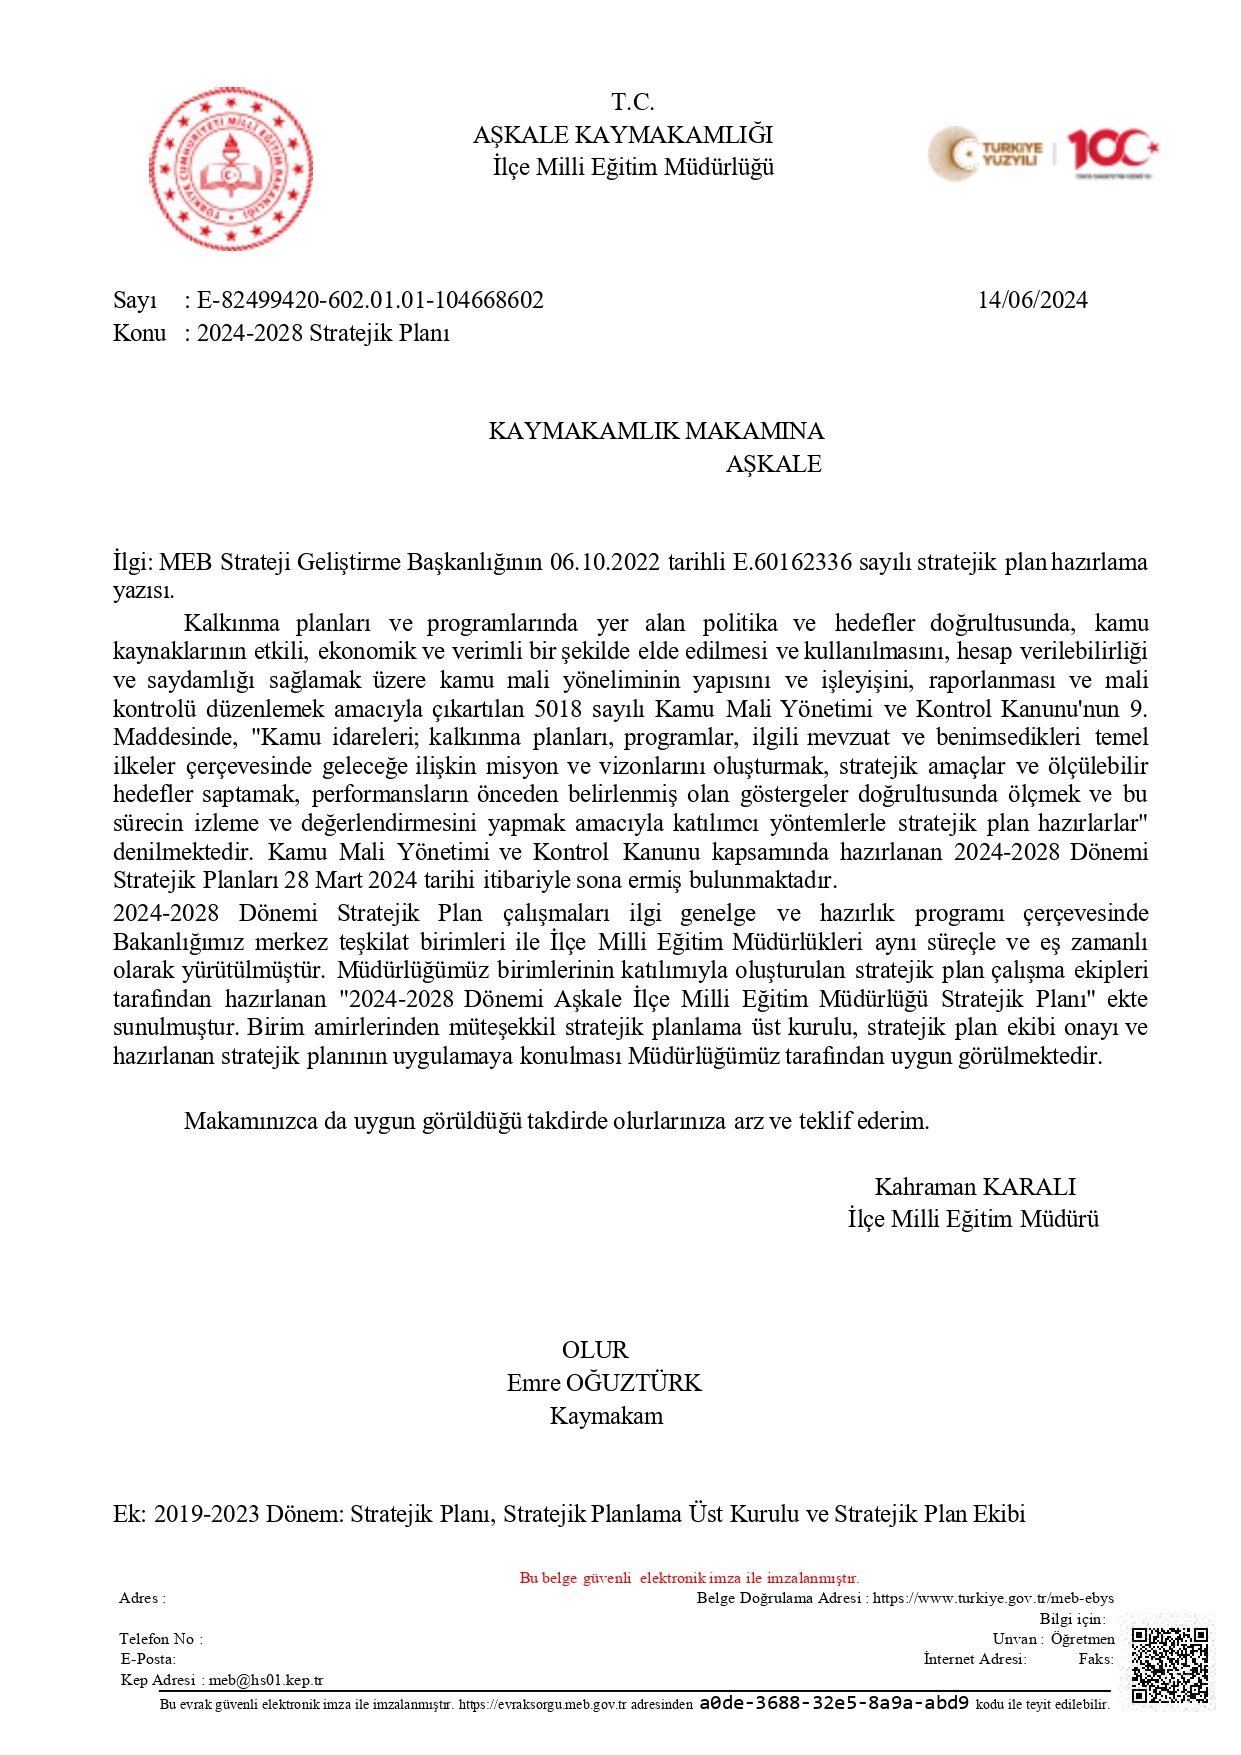 T.C.
AŞKALE KAYMAKAMLIĞI
İlçe Milli Eğitim Müdürlüğü
TÜRKİYE CUMHURİYETİ MİLLÎ EĞİTİM BAKANLIĞI
TÜRKİYE
YÜZYILI
100
Sayı : E-82499420-602.01.01-104668602 14/06/2024
Konu : 2024-2028 Stratejik Planı
KAYMAKAMLIK MAKAMINA
AŞKALE
İlgi: MEB Strateji Geliştirme Başkanlığının 06.10.2022 tarihli E.60162336 sayılı stratejik plan hazırlama
yazısı.
Kalkınma planları ve programlarında yer alan politika ve hedefler doğrultusunda, kamu
kaynaklarının etkili, ekonomik ve verimli bir şekilde elde edilmesi ve kullanılmasını, hesap verilebilirliği
ve saydamlığı sağlamak üzere kamu mali yöneliminin yapısını ve işleyişini, raporlanması ve mali
kontrolü düzenlemek amacıyla çıkartılan 5018 sayılı Kamu Mali Yönetimi ve Kontrol Kanunu'nun 9.
Maddesinde, "Kamu idareleri; kalkınma planları, programlar, ilgili mevzuat ve benimsedikleri temel
ilkeler çerçevesinde geleceğe ilişkin misyon ve vizonlarını oluşturmak, stratejik amaçlar ve ölçülebilir
hedefler saptamak, performansların önceden belirlenmiş olan göstergeler doğrultusunda ölçmek ve bu
sürecin izleme ve değerlendirmesini yapmak amacıyla katılımcı yöntemlerle stratejik plan hazırlarlar"
denilmektedir. Kamu Mali Yönetimi ve Kontrol Kanunu kapsamında hazırlanan 2024-2028 Dönemi
Stratejik Planları 28 Mart 2024 tarihi itibariyle sona ermiş bulunmaktadır.
2024-2028 Dönemi Stratejik Plan çalışmaları ilgi genelge ve hazırlık programı çerçevesinde
Bakanlığımız merkez teşkilat birimleri ile İlçe Milli Eğitim Müdürlükleri aynı süreçle ve eş zamanlı
olarak yürütülmüştür. Müdürlüğümüz birimlerinin katılımıyla oluşturulan stratejik plan çalışma ekipleri
tarafından hazırlanan "2024-2028 Dönemi Aşkale İlçe Milli Eğitim Müdürlüğü Stratejik Planı" ekte
sunulmuştur. Birim amirlerinden müteşekkil stratejik planlama üst kurulu, stratejik plan ekibi onayı ve
hazırlanan stratejik planının uygulamaya konulması Müdürlüğümüz tarafından uygun görülmektedir.
Makamınızca da uygun görüldüğü takdirde olurlarınıza arz ve teklif ederim.
Kahraman KARALI
İlçe Milli Eğitim Müdürü
OLUR
Emre OĞUZTÜRK
Kaymakam
Ek: 2019-2023 Dönem: Stratejik Planı, Stratejik Planlama Üst Kurulu ve Stratejik Plan Ekibi
Bu belge güvenli elektronik imza ile imzalanmıştır.
Adres : Belge Doğrulama Adresi : https://www.turkiye.gov.tr/meb-ebys
Bilgi için:
Telefon No : Unvan : Öğretmen
E-Posta: İnternet Adresi: Faks:
Kep Adresi : meb@hs01.kep.tr
Bu evrak güvenli elektronik imza ile imzalanmıştır. https://evraksorgu.meb.gov.tr adresinden a0de-3688-32e5-8a9a-abd9 kodu ile teyit edilebilir.